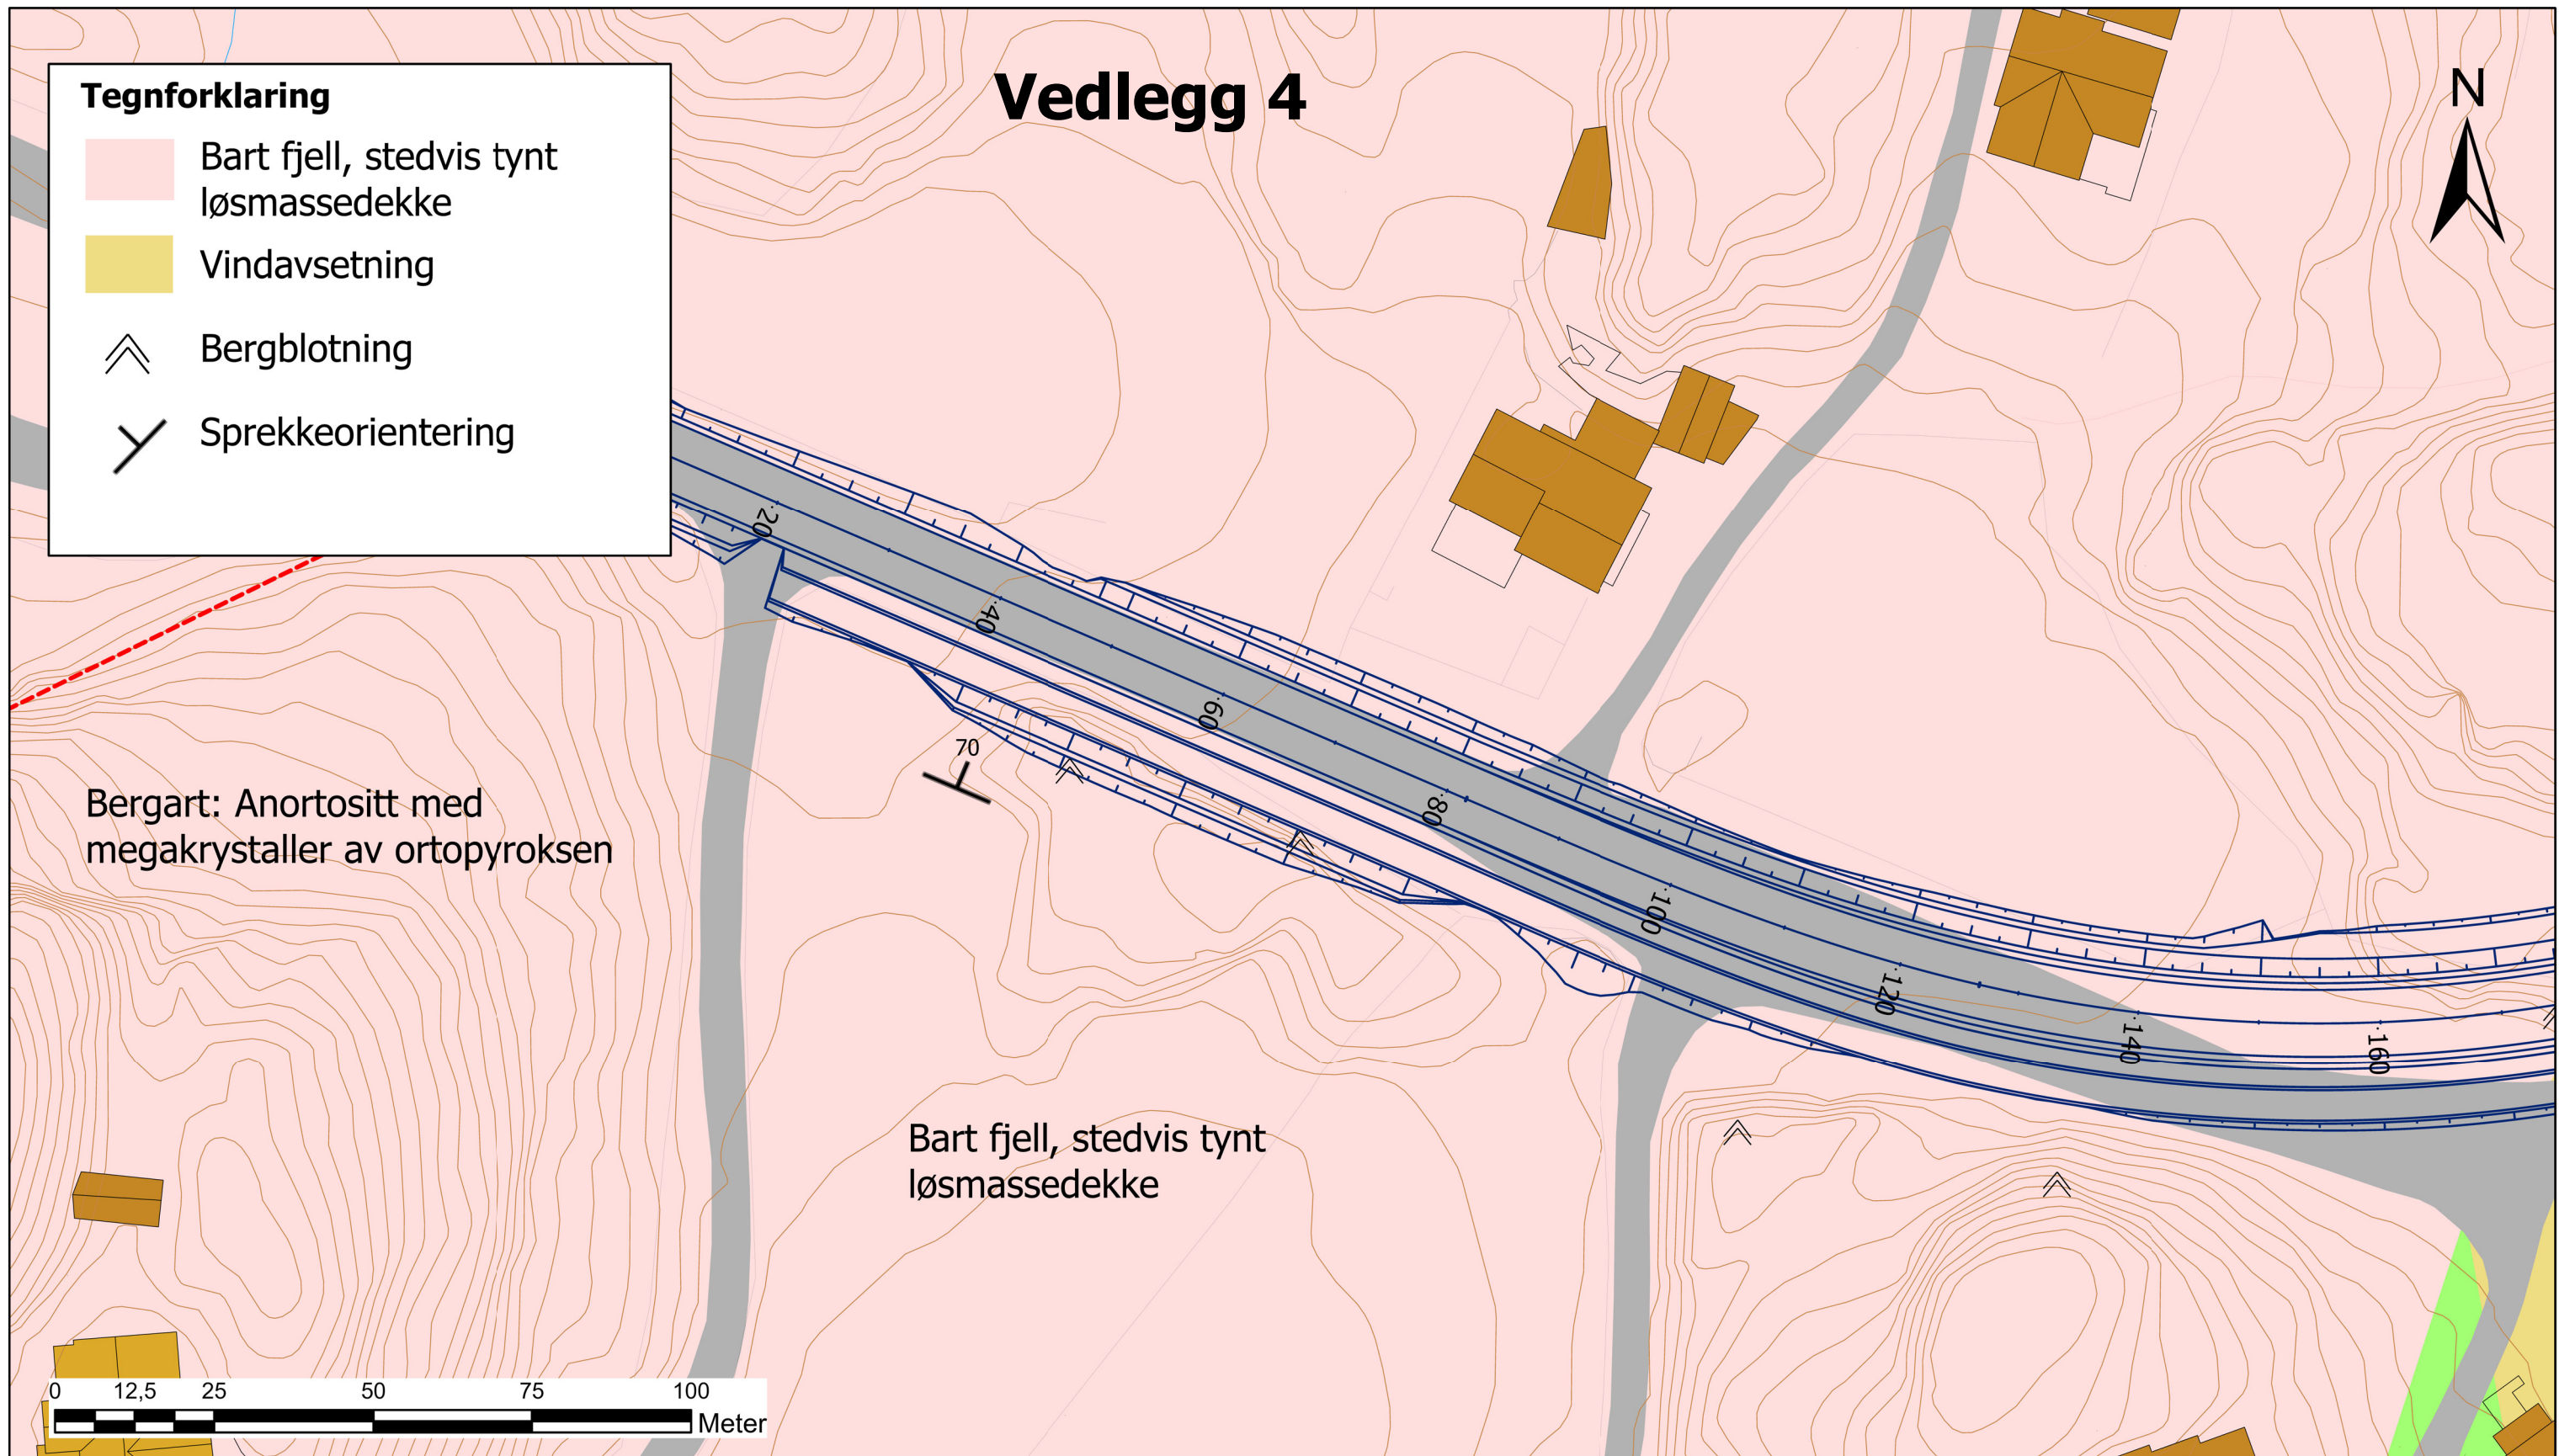 Vedlegg 4
N
Tegnforklaring
Bart fjell, stedvis tynt
løsmassedekke
Vindavsetning
Bergblotning
Sprekkeorientering
20
40
60
80
100
120
140
160
70
Bergart: Anortositt med
megakrystaller av ortopyroksen
Bart fjell, stedvis tynt
løsmassedekke
0 12,5 25 50 75 100
Meter